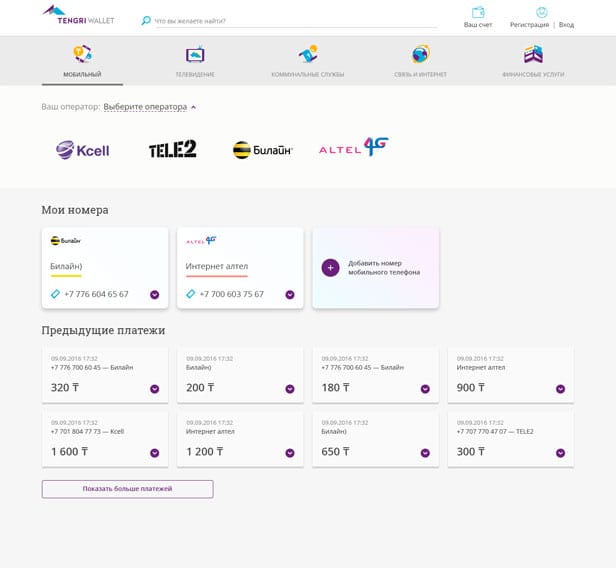 TENGRI WALLET
Что вы желаете найти?
Ваш счет
Регистрация | Вход
МОБИЛЬНЫЙ
ТЕЛЕВИДЕНИЕ
КОММУНАЛЬНЫЕ СЛУЖБЫ
СВЯЗЬ И ИНТЕРНЕТ
ФИНАНСОВЫЕ УСЛУГИ
Ваш оператор: Выберите оператора
Kcell
TELE2
Билайн
ALTEL 4G
Мои номера
Билайн
Билайн)
+7 776 604 65 67
ALTEL 4G
Интернет алтел
+7 700 603 75 67
Добавить номер
мобильного телефона
Предыдущие платежи
09.09.2016 17:32
+7 776 700 60 45 — Билайн
320 ₸
09.09.2016 17:32
Билайн)
200 ₸
09.09.2016 17:32
+7 776 700 60 45 — Билайн
180 ₸
09.09.2016 17:32
Интернет алтел
900 ₸
09.09.2016 17:32
+7 701 804 77 73 — Kcell
1 600 ₸
09.09.2016 17:32
Интернет алтел
1 200 ₸
09.09.2016 17:32
Билайн)
650 ₸
09.09.2016 17:32
+7 707 770 47 07 — TELE2
300 ₸
Показать больше платежей